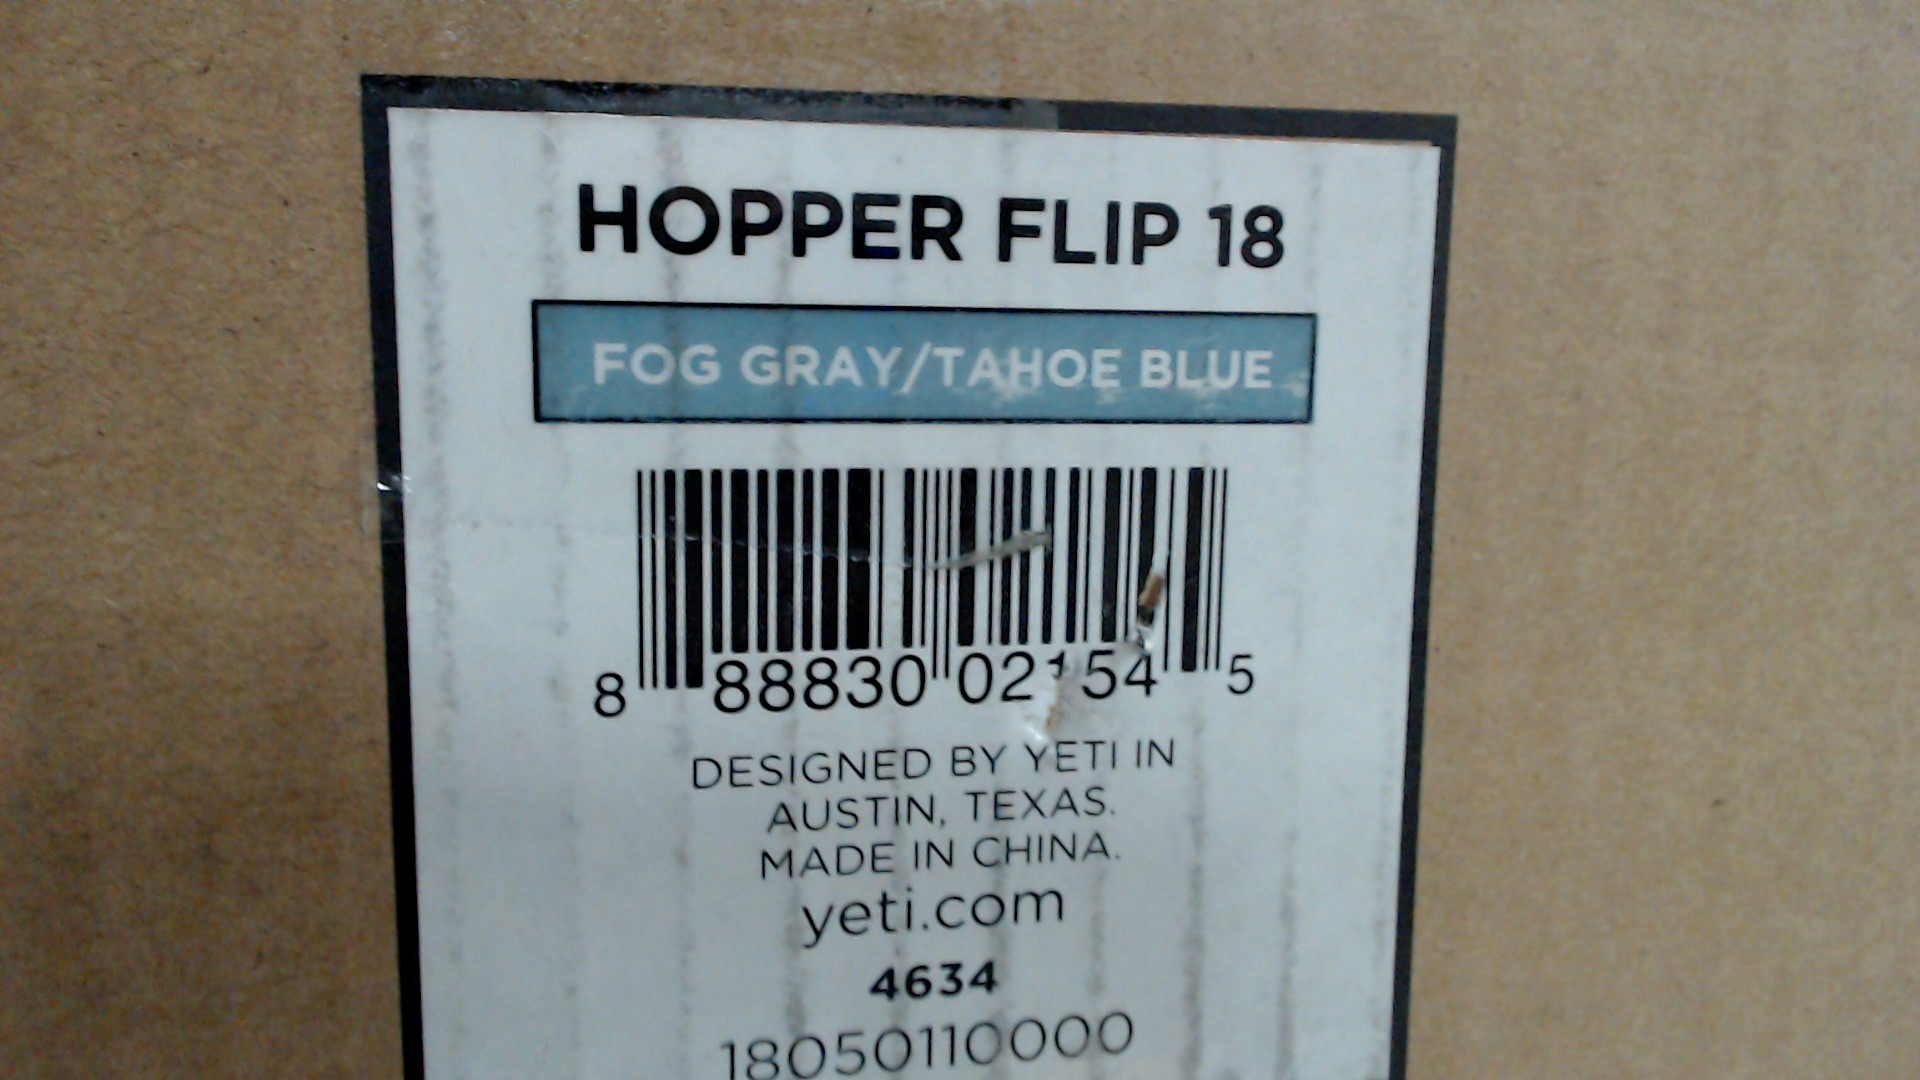 HOPPER FLIP 18
FOG GRAY/TAHOE BLUE
8 88830 02154 5
DESIGNED BY YETI IN
AUSTIN, TEXAS.
MADE IN CHINA.
yeti.com
4634
18050110000